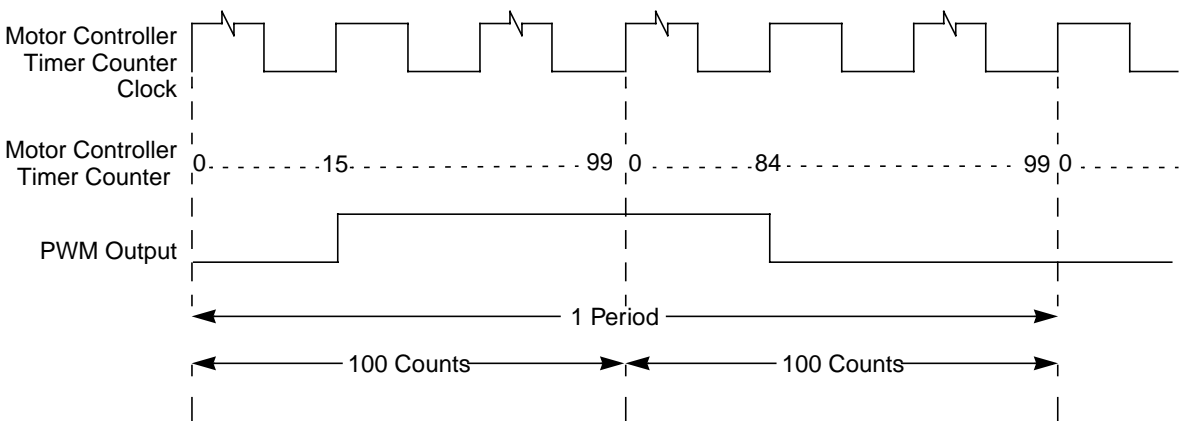 Motor Controller
Timer Counter
Clock
Motor Controller
Timer Counter
0 15 99 0 84 99 0
PWM Output
1 Period
100 Counts 100 Counts